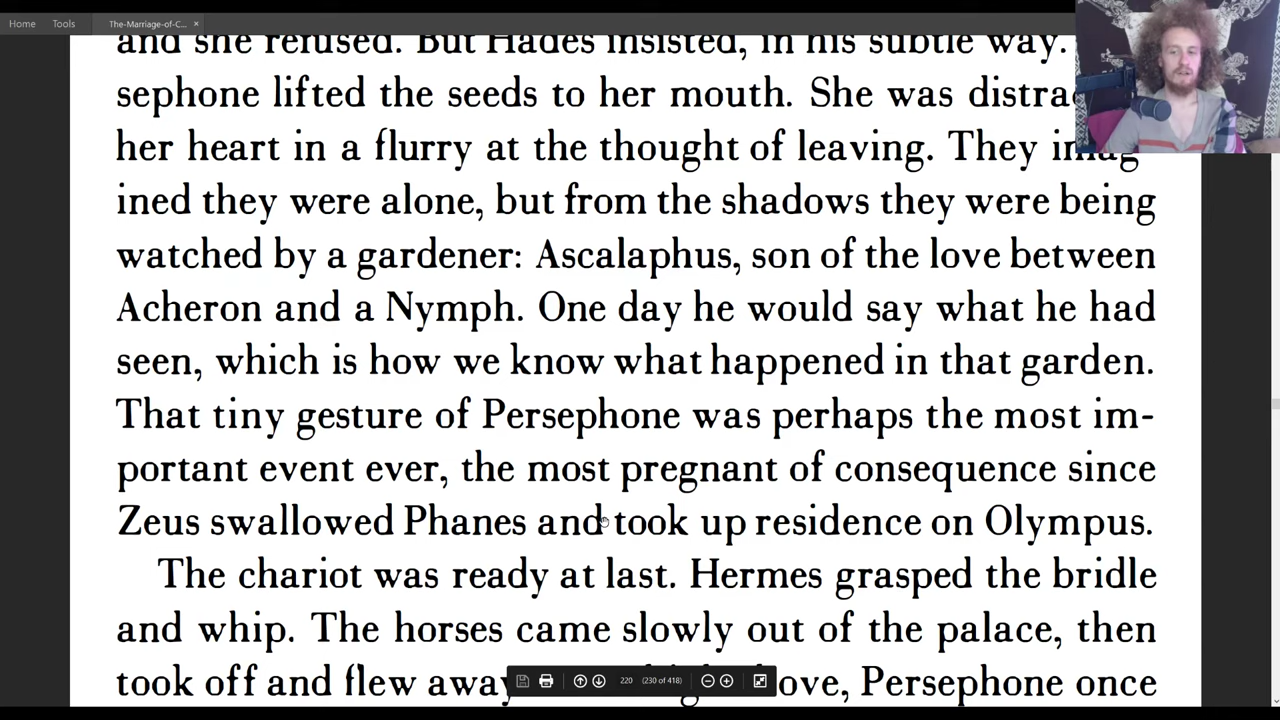 Home Tools The-Marriage-of-C... ×
and she refused. But Hades insisted, in his subtle way.
sephone lifted the seeds to her mouth. She was distra
her heart in a flurry at the thought of leaving. They imag
ined they were alone, but from the shadows they were being
watched by a gardener: Ascalaphus, son of the love between
Acheron and a Nymph. One day he would say what he had
seen, which is how we know what happened in that garden.
That tiny gesture of Persephone was perhaps the most im-
portant event ever, the most pregnant of consequence since
Zeus swallowed Phanes and took up residence on Olympus.
The chariot was ready at last. Hermes grasped the bridle
and whip. The horses came slowly out of the palace, then
took off and flew away ove, Persephone once
220 (230 of 418)